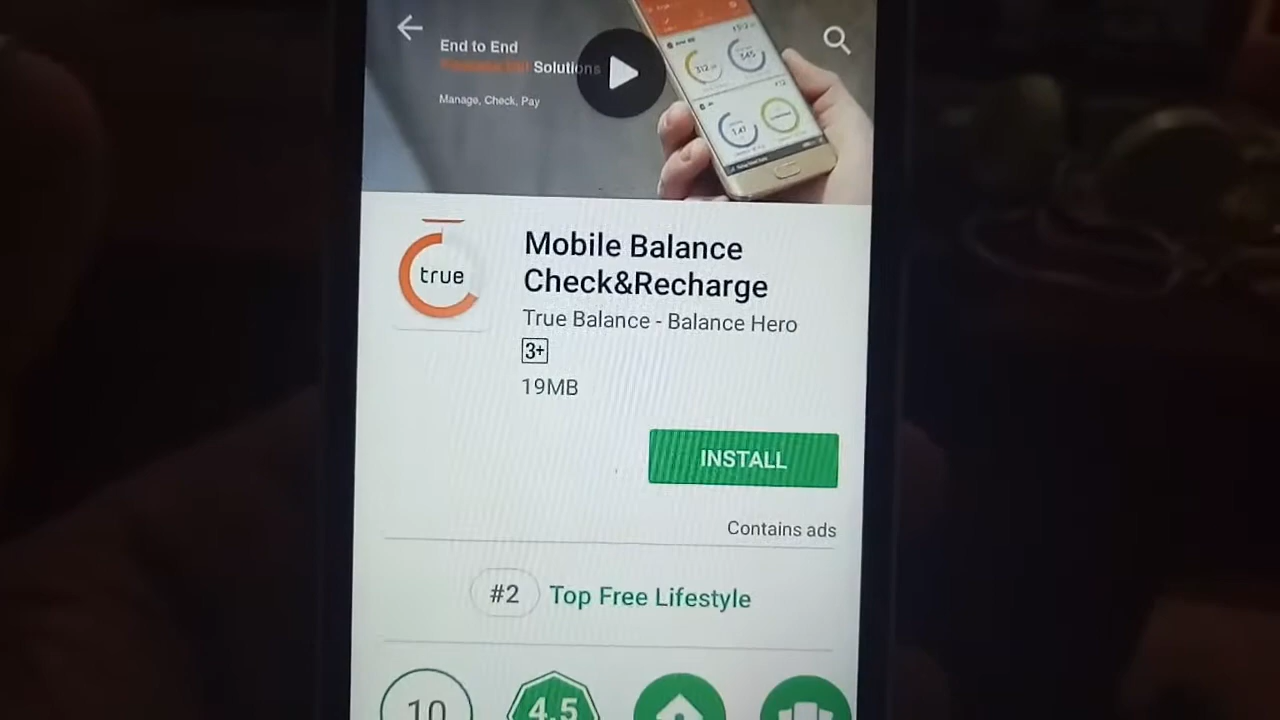 End to End
Solutions
Manage, Check, Pay
true
Mobile Balance
Check&Recharge
True Balance - Balance Hero
3+
19MB
INSTALL
Contains ads
#2 Top Free Lifestyle
10 4.5